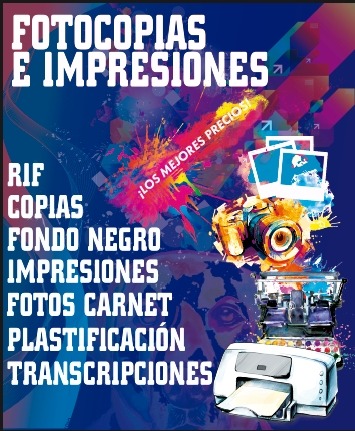 FOTOCOPIAS
E IMPRESIONES
¡LOS MEJORES PRECIOS!
RIF
COPIAS
FONDO NEGRO
IMPRESIONES
FOTOS CARNET
PLASTIFICACIÓN
TRANSCRIPCIONES